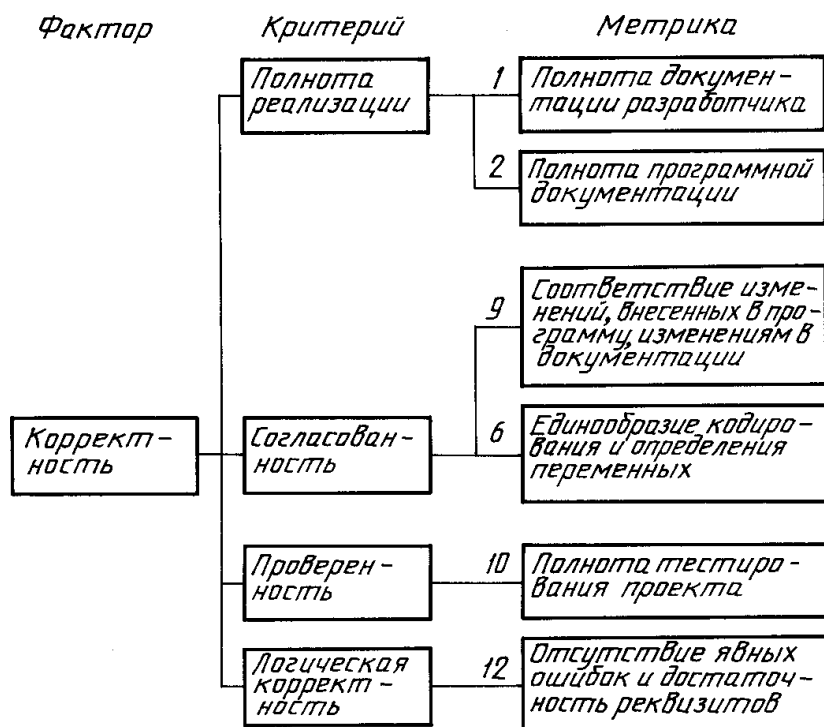 Фактор Критерий Метрика
Полнота
реализации
1
Полнота докумен-
тации разработчика
2
Полнота программной
документации
9
Соответствие изме-
нений, внесенных в про-
грамму, изменениям в
документации
Коррект-
ность
Согласован-
ность
6
Единообразие кодиро-
вания и определения
переменных
Проверен-
ность
10
Полнота тестиро-
вания проекта
Логическая
коррект-
ность
12
Отсутствие явных
ошибок и достаточ-
ность реквизитов